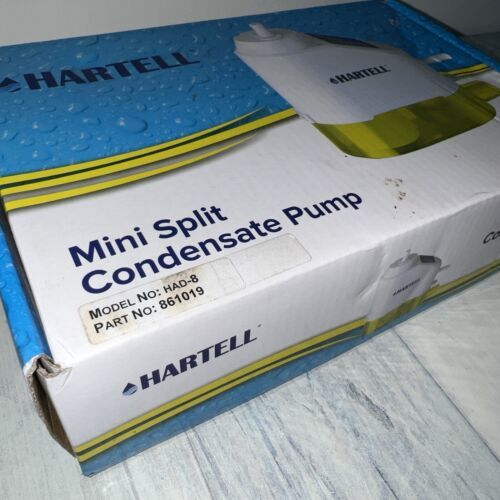 HARTELL
HARTELL
Mini Split
Condensate Pump
MODEL NO: HAD-8
PART NO: 861019
HARTELL